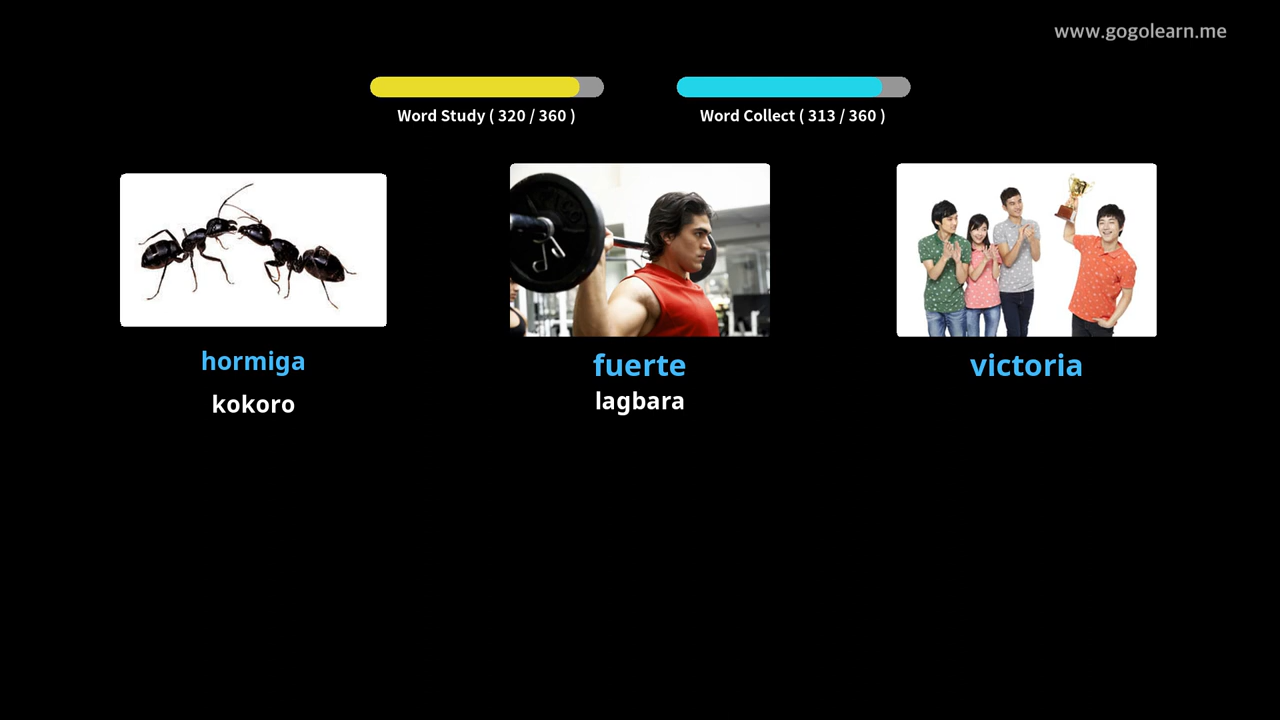 www.gogolearn.me
Word Study ( 320 / 360 )
Word Collect ( 313 / 360 )
hormiga
kokoro
fuerte
lagbara
victoria